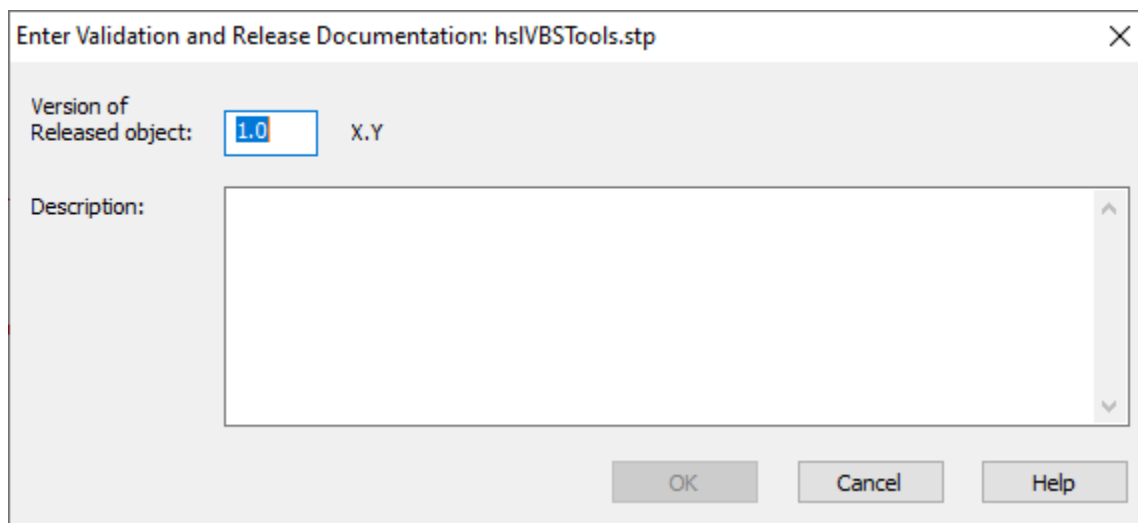 Enter Validation and Release Documentation: hslVBSTools.stp
Version of
Released object:
1.0
X.Y
Description:
OK
Cancel
Help